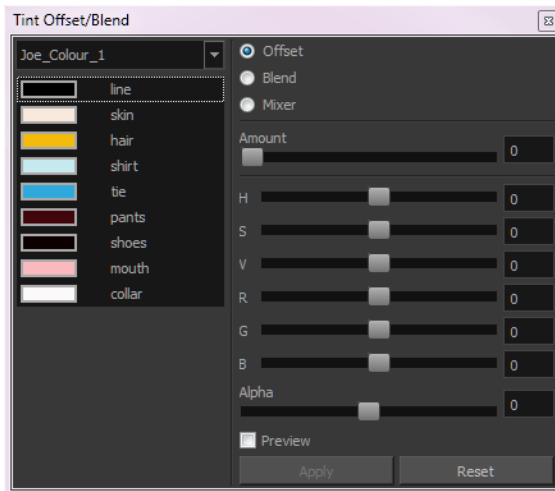 Tint Offset/Blend
Joe_Colour_1
line
skin
hair
shirt
tie
pants
shoes
mouth
collar
Offset
Blend
Mixer
Amount
0
H 0
S 0
V 0
R 0
G 0
B 0
Alpha
0
Preview
Apply Reset